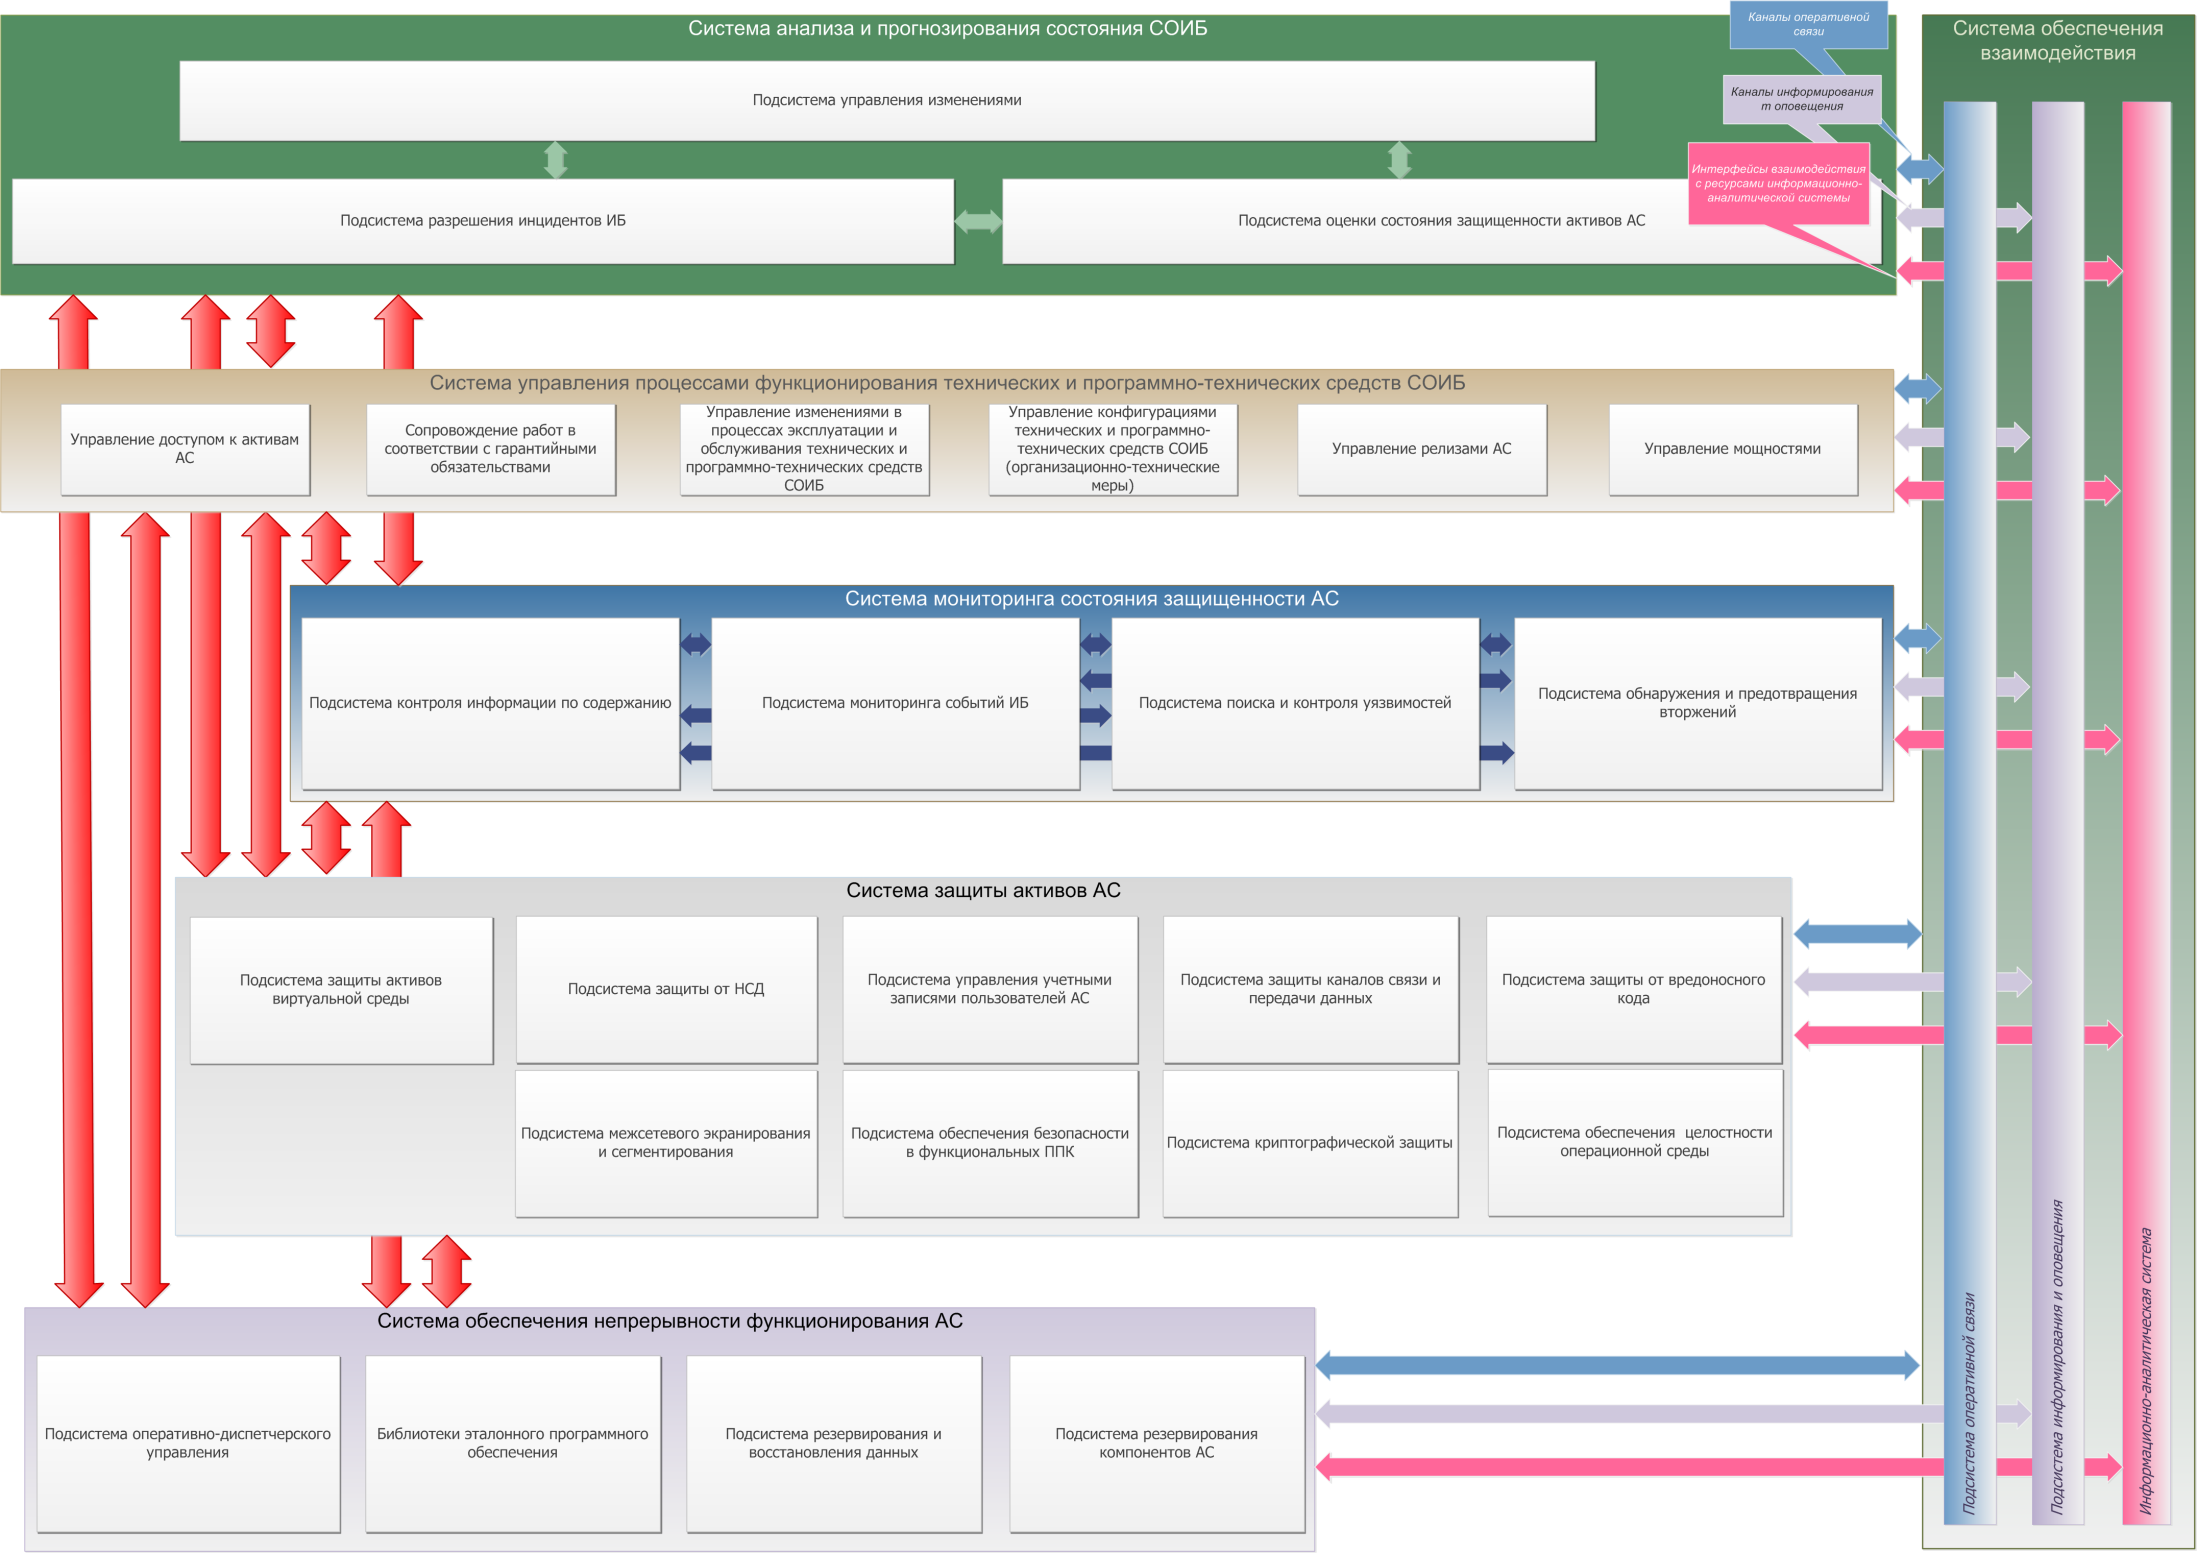 Система анализа и прогнозирования состояния СОИБ
Каналы оперативной
связи
Система обеспечения
взаимодействия
Подсистема управления изменениями
Каналы информирования
т оповещения
Интерфейсы взаимодействия
с ресурсами информационно-
аналитической системы
Подсистема разрешения инцидентов ИБ
Подсистема оценки состояния защищенности активов АС
Система управления процессами функционирования технических и программно-технических средств СОИБ
Управление доступом к активам
АС
Сопровождение работ в
соответствии с гарантийными
обязательствами
Управление изменениями в
процессах эксплуатации и
обслуживания технических и
программно-технических средств
СОИБ
Управление конфигурациями
технических и программно-
технических средств СОИБ
(организационно-технические
меры)
Управление релизами АС
Управление мощностями
Система мониторинга состояния защищенности АС
Подсистема контроля информации по содержанию
Подсистема мониторинга событий ИБ
Подсистема поиска и контроля уязвимостей
Подсистема обнаружения и предотвращения
вторжений
Система защиты активов АС
Подсистема защиты активов
виртуальной среды
Подсистема защиты от НСД
Подсистема управления учетными
записями пользователей АС
Подсистема защиты каналов связи и
передачи данных
Подсистема защиты от вредоносного
кода
Подсистема межсетевого экранирования
и сегментирования
Подсистема обеспечения безопасности
в функциональных ППК
Подсистема криптографической защиты
Подсистема обеспечения  целостности
операционной среды
Система обеспечения непрерывности функционирования АС
Подсистема оперативно-диспетчерского
управления
Библиотеки эталонного программного
обеспечения
Подсистема резервирования и
восстановления данных
Подсистема резервирования
компонентов АС
Подсистема оперативной связи
Подсистема информирования и оповещения
Информационно-аналитическая система